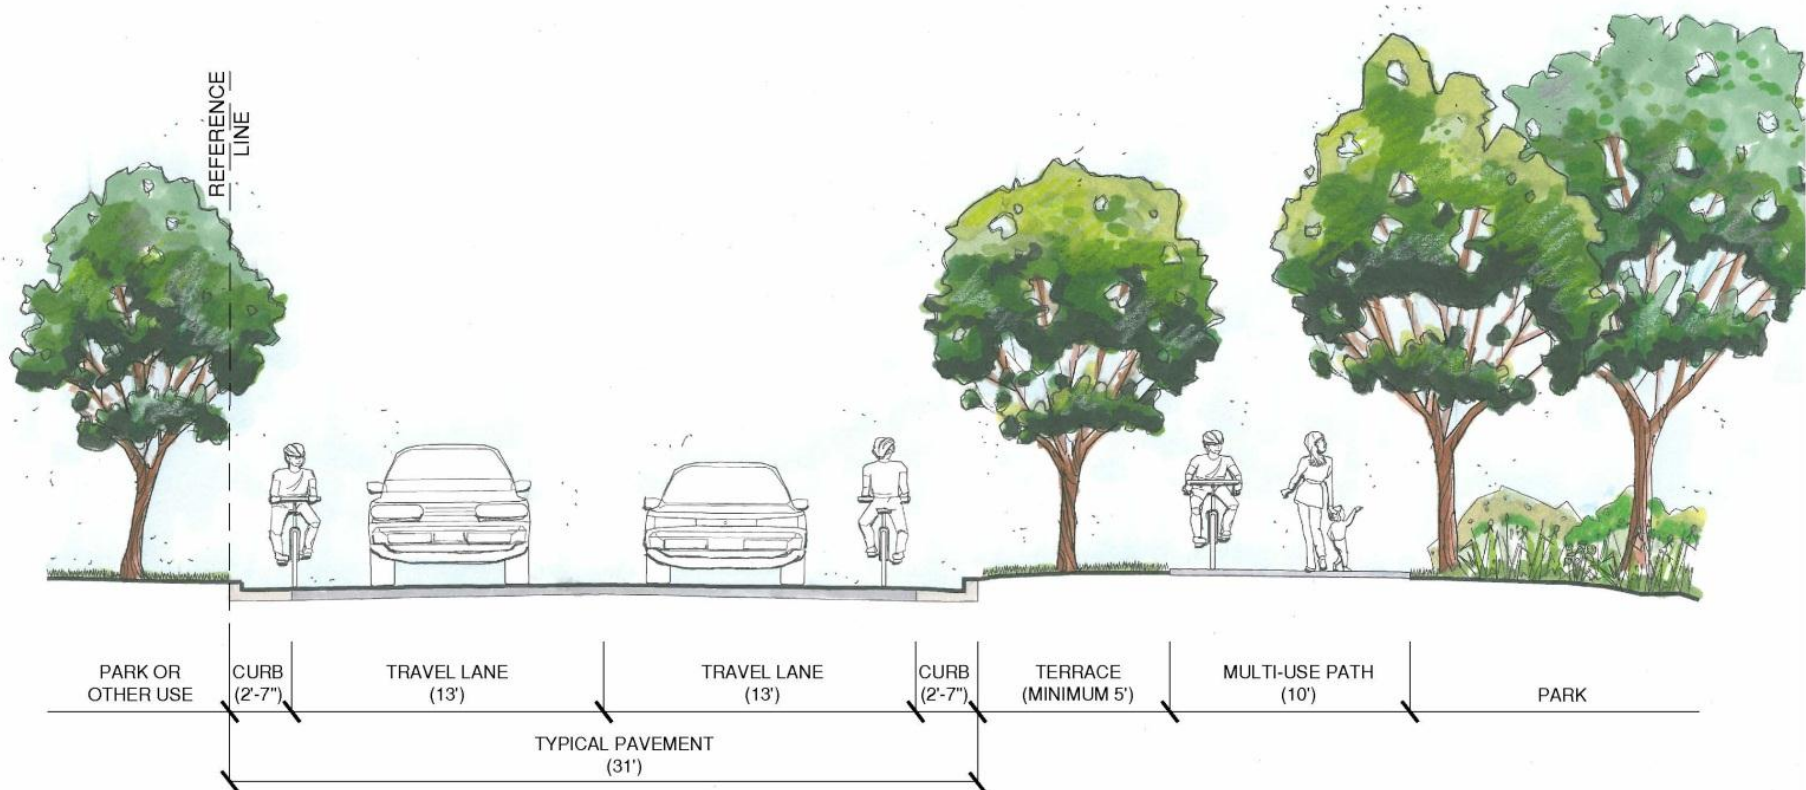 REFERENCE
LINE
PARK OR
OTHER USE
CURB
(2'-7")
TRAVEL LANE
(13')
TRAVEL LANE
(13')
CURB
(2'-7")
TERRACE
(MINIMUM 5')
MULTI-USE PATH
(10')
PARK
TYPICAL PAVEMENT
(31')